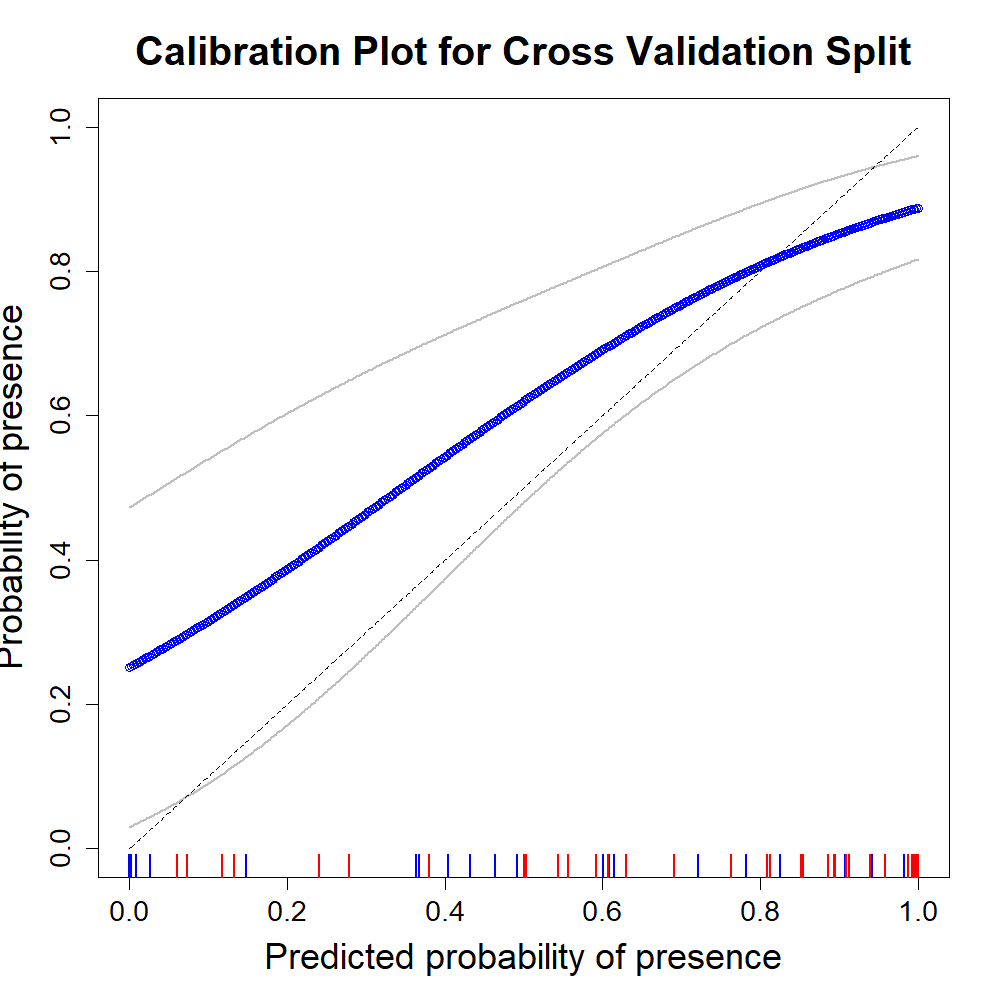 Calibration Plot for Cross Validation Split
Probability of presence
1.0
0.8
0.6
0.4
0.2
0.0
0.0 0.2 0.4 0.6 0.8 1.0
Predicted probability of presence